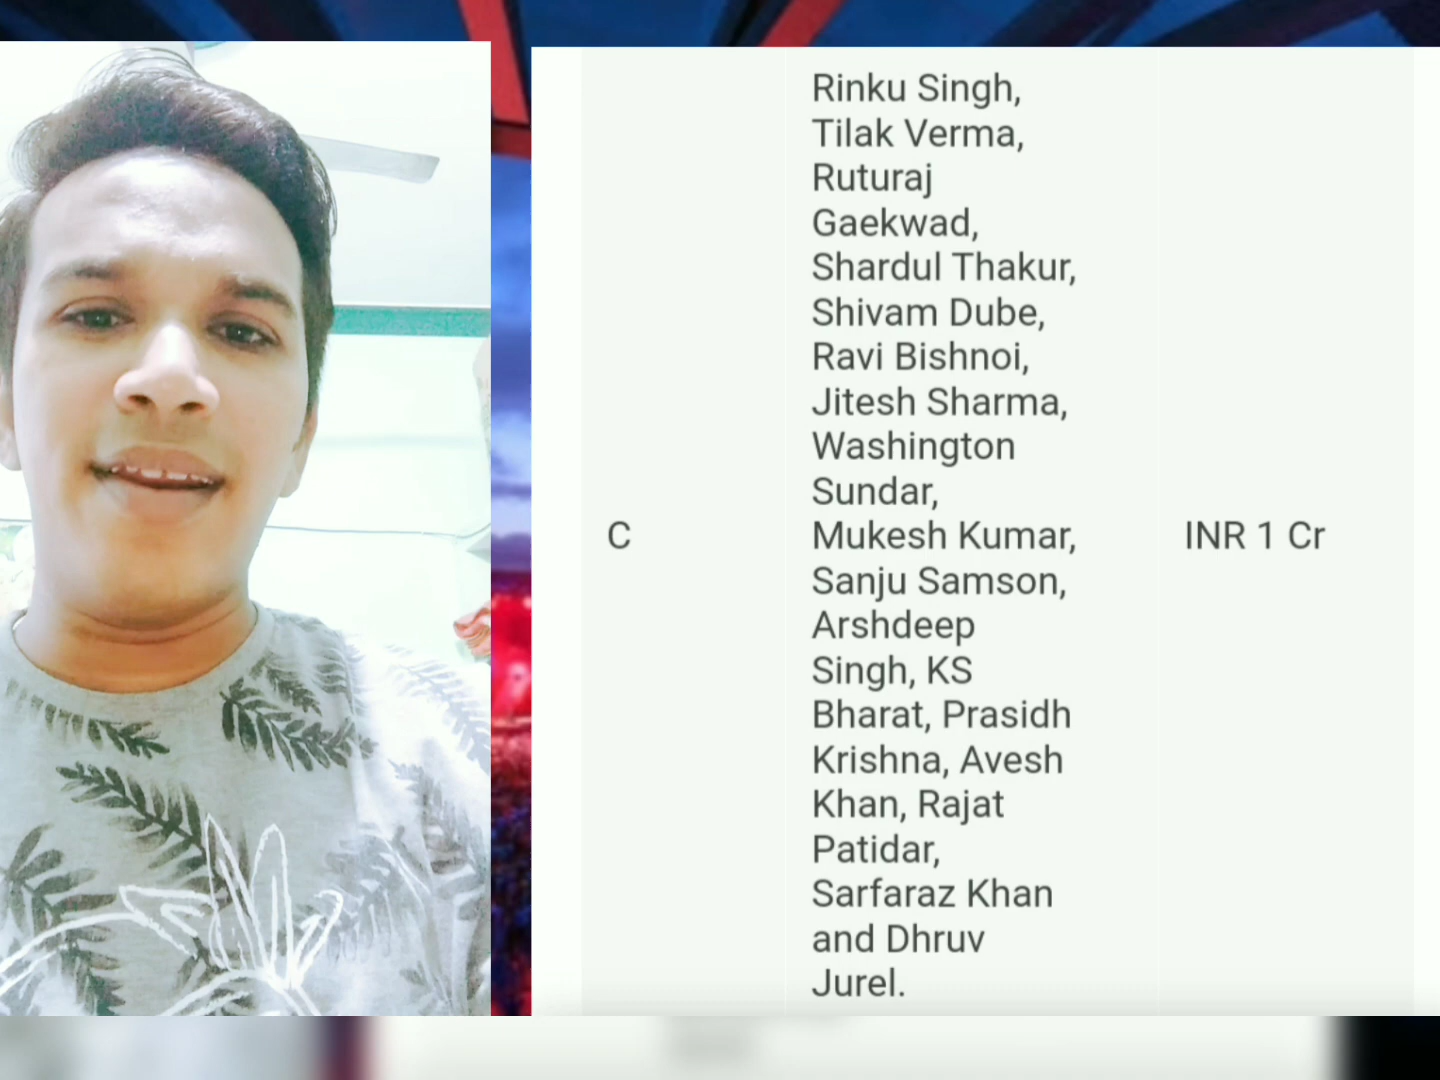 Rinku Singh,
Tilak Verma,
Ruturaj
Gaekwad,
Shardul Thakur,
Shivam Dube,
Ravi Bishnoi,
Jitesh Sharma,
Washington
Sundar,
C
Mukesh Kumar,
INR 1 Cr
Sanju Samson,
Arshdeep
Singh, KS
Bharat, Prasidh
Krishna, Avesh
Khan, Rajat
Patidar,
Sarfaraz Khan
and Dhruv
Jurel.